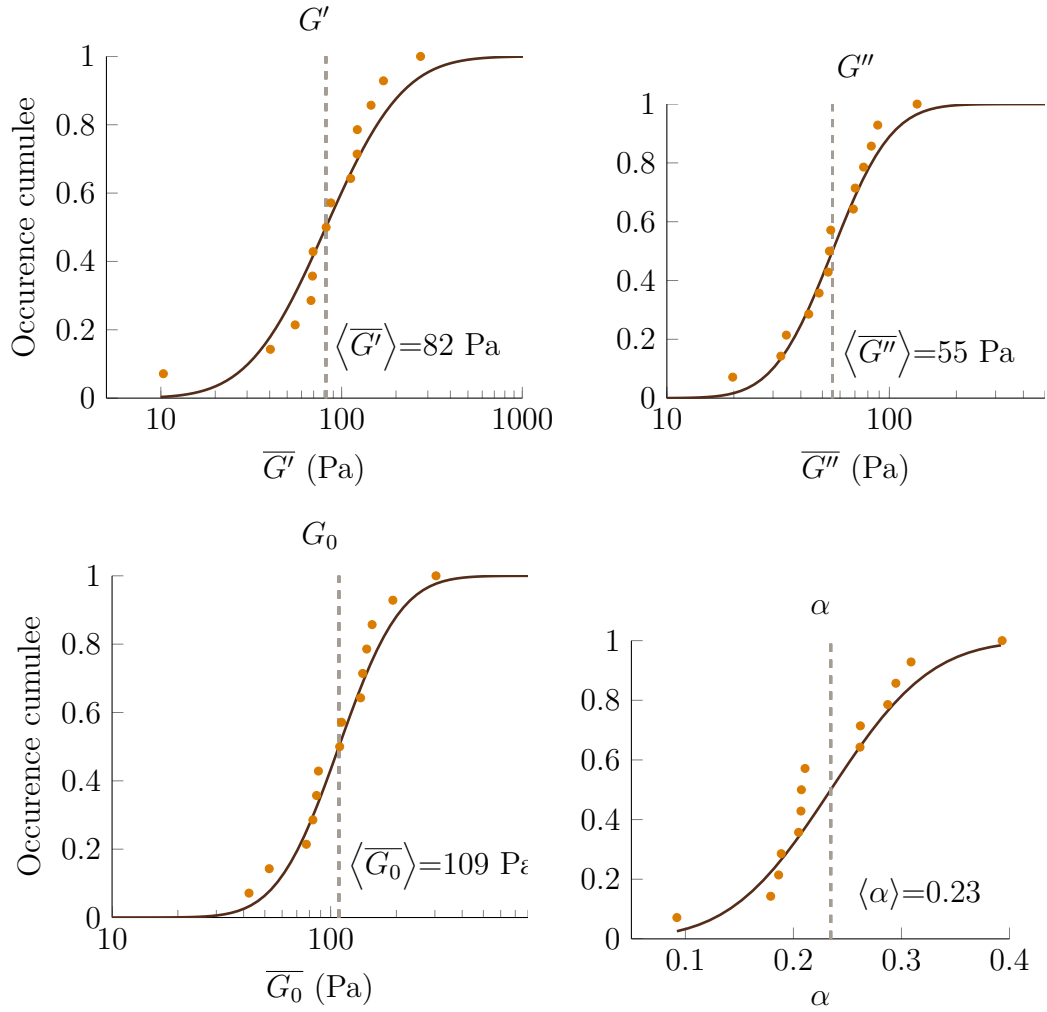 G′
Occurence cumulee
1
0.8
0.6
0.4
0.2
0
⟨G̅′⟩=82 Pa
10 100 1000
G̅′ (Pa)
G″
1
0.8
0.6
0.4
0.2
0
⟨G̅″⟩=55 Pa
10 100
G̅″ (Pa)
G₀
Occurence cumulee
1
0.8
0.6
0.4
0.2
0
⟨G̅₀⟩=109 Pa
10 100
G̅₀ (Pa)
α
1
0.8
0.6
0.4
0.2
0
⟨α⟩=0.23
0.1 0.2 0.3 0.4
α